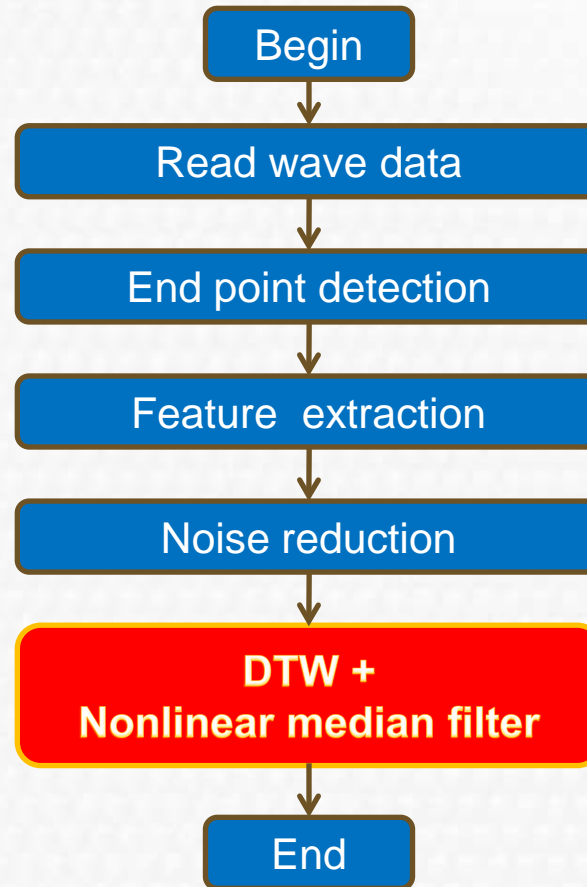 Begin
Read wave data
End point detection
Feature extraction
Noise reduction
DTW +
Nonlinear median filter
End